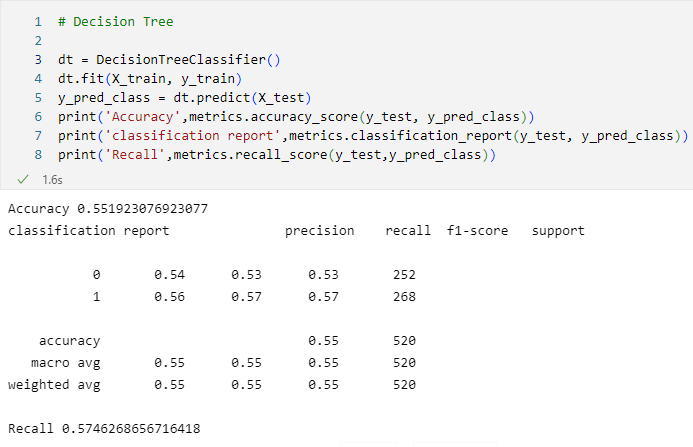 1 # Decision Tree
2
3 dt = DecisionTreeClassifier()
4 dt.fit(X_train, y_train)
5 y_pred_class = dt.predict(X_test)
6 print('Accuracy',metrics.accuracy_score(y_test, y_pred_class))
7 print('classification report',metrics.classification_report(y_test, y_pred_class))
8 print('Recall',metrics.recall_score(y_test,y_pred_class))
✓ 1.6s
Accuracy 0.551923076923077
classification report precision recall f1-score support
0 0.54 0.53 0.53 252
1 0.56 0.57 0.57 268
accuracy 0.55 520
macro avg 0.55 0.55 0.55 520
weighted avg 0.55 0.55 0.55 520
Recall 0.5746268656716418